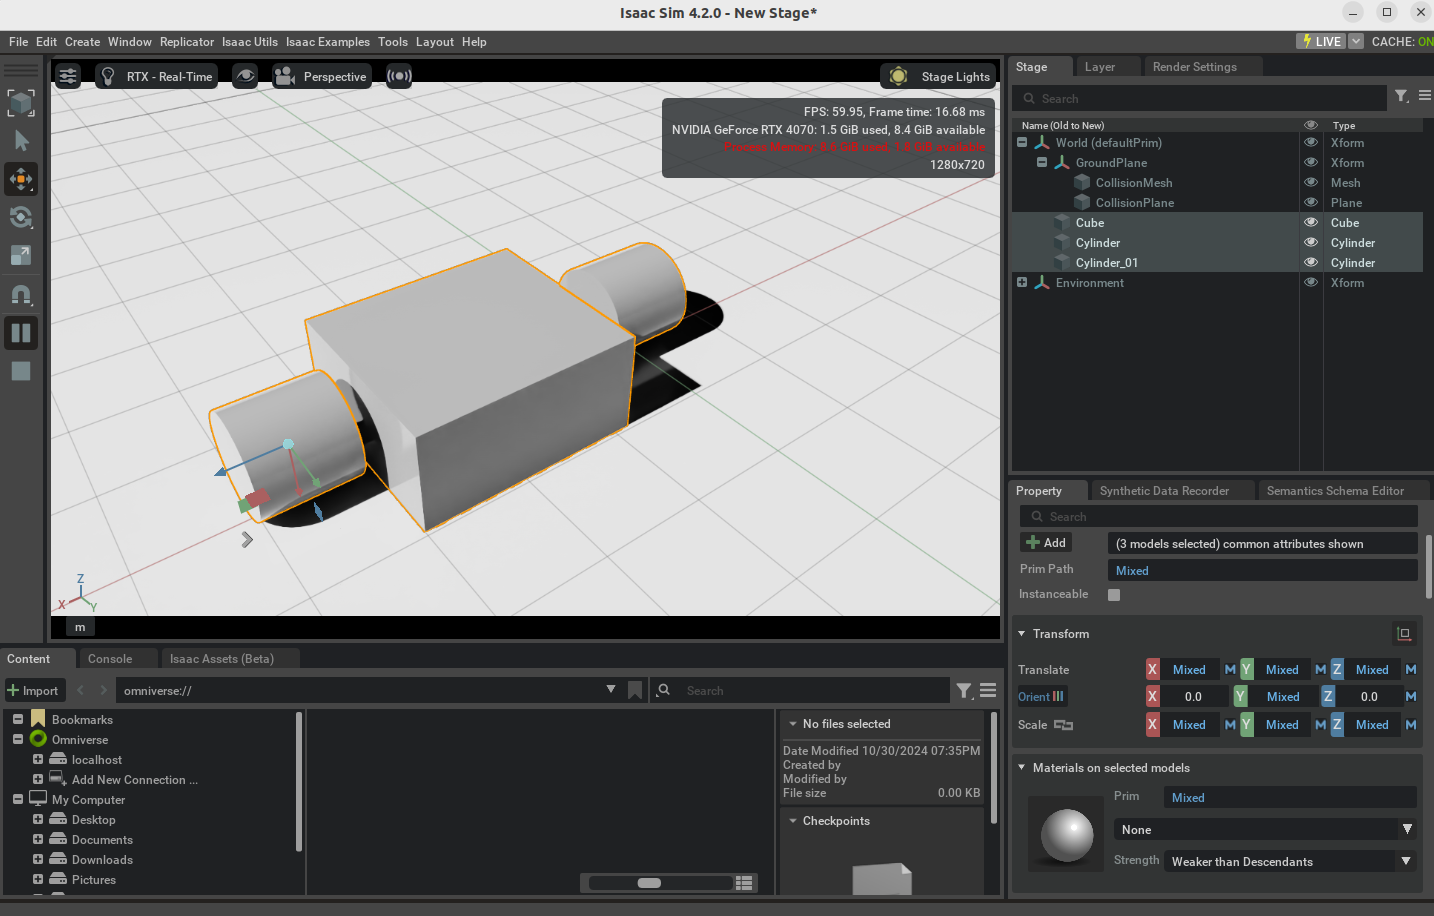 Isaac Sim 4.2.0 - New Stage*
File Edit Create Window Replicator Isaac Utils Isaac Examples Tools Layout Help
LIVE CACHE: ON
RTX - Real-Time Perspective Stage Lights
FPS: 59.95, Frame time: 16.68 ms
NVIDIA GeForce RTX 4070: 1.5 GiB used, 8.4 GiB available
Process Memory: GiB used, GiB available
1280x720
Z
X
Y
m
Stage Layer Render Settings
Search
Name (Old to New) Type
World (defaultPrim) Xform
GroundPlane Xform
CollisionMesh Mesh
CollisionPlane Plane
Cube Cube
Cylinder Cylinder
Cylinder_01 Cylinder
Environment Xform
Property Synthetic Data Recorder Semantics Schema Editor
Search
Add (3 models selected) common attributes shown
Prim Path Mixed
Instanceable
Transform
Translate X Mixed M Y Mixed M Z Mixed M
Orient X 0.0 Y Mixed Z 0.0 M
Scale X Mixed M Y Mixed M Z Mixed M
Materials on selected models
Prim Mixed
None
Strength Weaker than Descendants
Content Console Isaac Assets (Beta)
Import omniverse:// Search
Bookmarks
Omniverse
localhost
Add New Connection ...
My Computer
Desktop
Documents
Downloads
Pictures
No files selected
Date Modified 10/30/2024 07:35PM
Created by
Modified by
File size 0.00 KB
Checkpoints